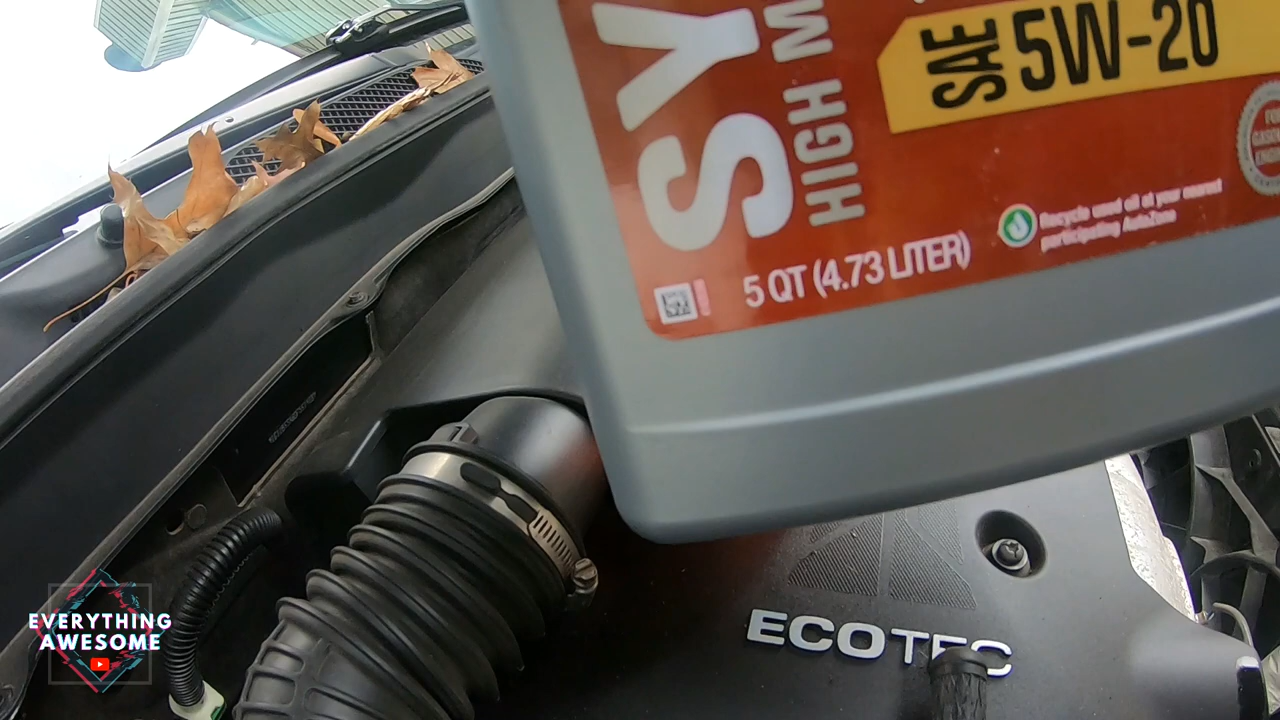 SY
HIGH M
SAE 5W-20
5 QT (4.73 LITER)
Recycle used oil at your nearest
participating AutoZone
ECOTEC
EVERYTHING
AWESOME